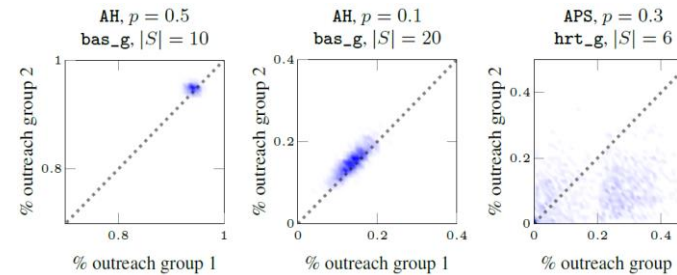 AH, p = 0.5
bas_g, |S| = 10
% outreach group 2
1
0.8
0.8
1
% outreach group 1
AH, p = 0.1
bas_g, |S| = 20
% outreach group 2
0.4
0.2
0
0
0.2
0.4
% outreach group 1
APS, p = 0.3
hrt_g, |S| = 6
% outreach group 2
0.4
0.2
0
0
0.2
0.4
% outreach group